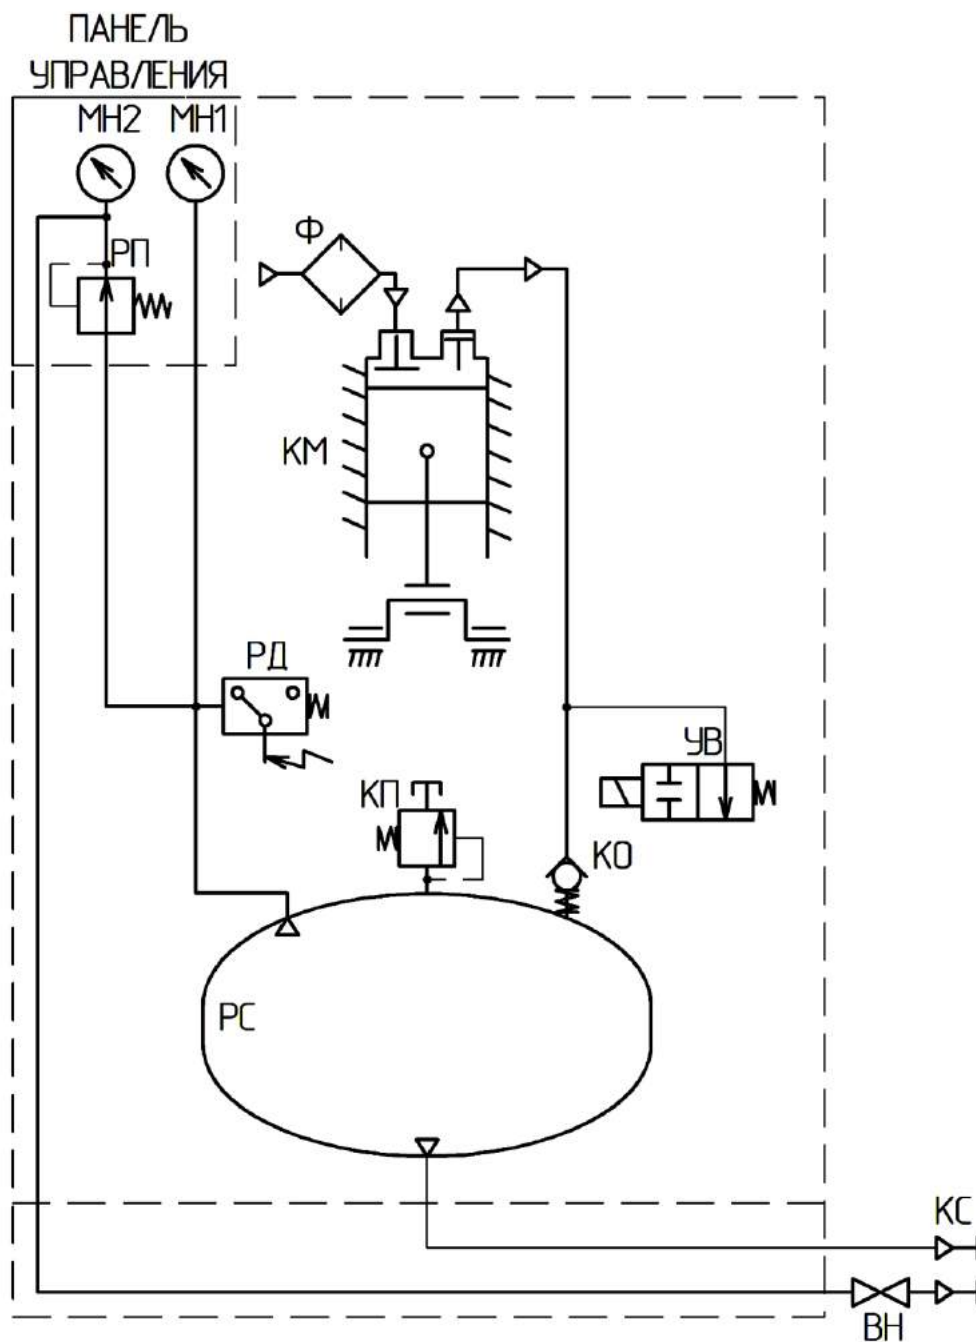 ПАНЕЛЬ
УПРАВЛЕНИЯ
МН2 МН1
Ф
РП
КМ
РД
УВ
КП
КО
РС
КС
ВН